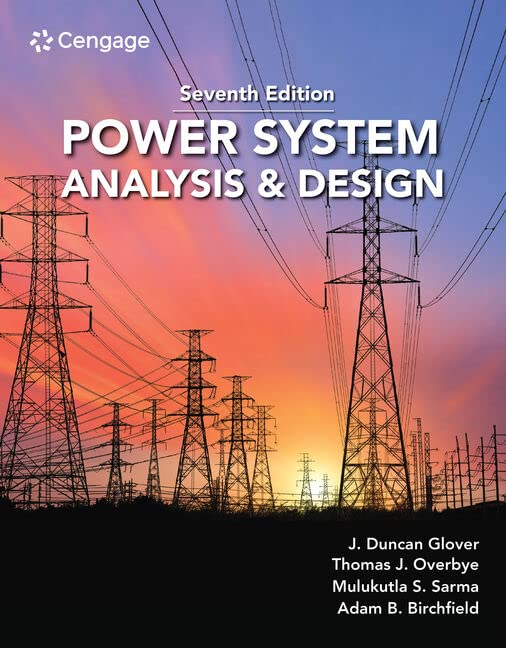 Cengage
Seventh Edition
POWER SYSTEM
ANALYSIS & DESIGN
J. Duncan Glover
Thomas J. Overbye
Mulukutla S. Sarma
Adam B. Birchfield